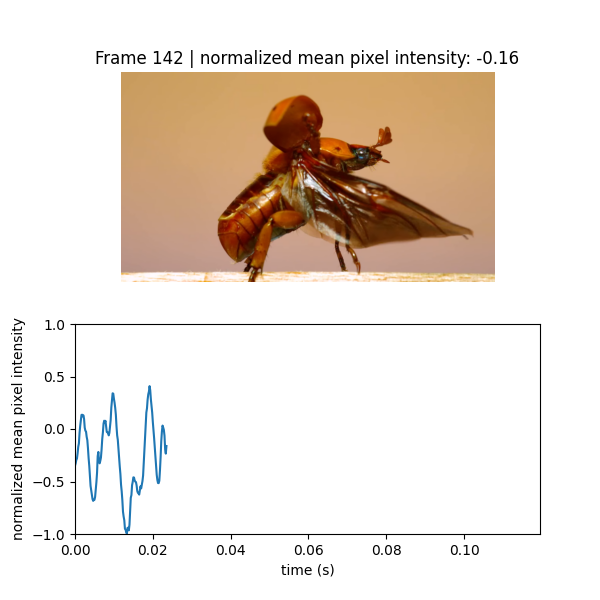 Frame 142 | normalized mean pixel intensity: -0.16
normalized mean pixel intensity
1.0
0.5
0.0
−0.5
−1.0
0.00 0.02 0.04 0.06 0.08 0.10
time (s)